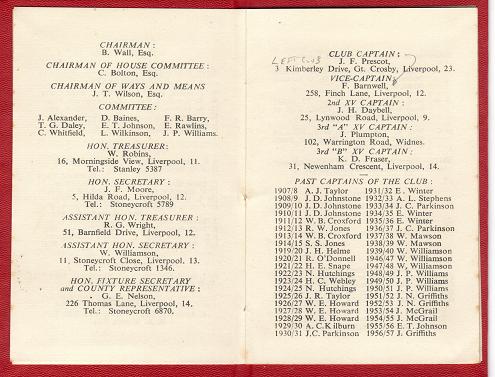 CHAIRMAN :
B. Wall, Esq.
CHAIRMAN OF HOUSE COMMITTEE :
C. Bolton, Esq.
CHAIRMAN OF WAYS AND MEANS
J. T. Wilson, Esq.
COMMITTEE :
J. Alexander, D. Baines, F. R. Barry,
T. G. Daley, E. T. Johnson, E. Rawlins,
C. Whitfield, L. Wilkinson, J. P. Williams.
HON. TREASURER :
W. Robins,
16, Morningside View, Liverpool, 11.
Tel.: Stanley 5387
HON. SECRETARY :
J. F. Moore,
5, Hilda Road, Liverpool, 12.
Tel.: Stoneycroft 5789
ASSISTANT HON. TREASURER :
R. G. Wright,
51, Barnfield Drive, Liverpool, 12.
ASSISTANT HON. SECRETARY :
W. Williamson,
11, Stoneycroft Close, Liverpool, 13.
Tel.: Stoneycroft 1346.
HON. FIXTURE SECRETARY
and COUNTY REPRESENTATIVE :
G. E. Nelson,
226 Thomas Lane, Liverpool, 14.
Tel.: Stoneycroft 6870.
CLUB CAPTAIN :
LEFT CLUB
J. F. Prescot,
3 Kimberley Drive, Gt. Crosby, Liverpool, 23.
VICE-CAPTAIN
F. Barnwell,
258, Finch Lane, Liverpool, 12.
2nd XV CAPTAIN :
J. H. Daybell,
25, Lynwood Road, Liverpool, 9.
3rd "A" XV CAPTAIN :
J. Plumpton,
102, Warrington Road, Widnes.
3rd "B" XV CAPTAIN :
K. D. Fraser,
31, Newenham Crescent, Liverpool, 14.
PAST CAPTAINS OF THE CLUB :
1907/8 A. J. Taylor 1931/32 E. Winter
1908/9 J. D. Johnstone 1932/33 A. L. Stephens
1909/10 J. D. Johnstone 1933/34 J. C. Parkinson
1910/11 J. D. Johnstone 1934/35 E. Winter
1911/12 W. B. Croxford 1935/36 E. Winter
1912/13 R. W. Jones 1936/37 J. C. Parkinson
1913/14 W. B. Croxford 1937/38 W. Mawson
1914/15 S. S. Jones 1938/39 W. Mawson
1919/20 J. H. Helme 1939/40 W. Williamson
1920/21 R. O'Donnell 1946/47 W. Williamson
1921/22 H. E. Snape 1947/48 W. Williamson
1922/23 N. Hutchings 1948/49 J. P. Williams
1923/24 H. C. Webley 1949/50 J. P. Williams
1924/25 N. Hutchings 1950/51 J. P. Williams
1925/26 J. R. Taylor 1951/52 J. N. Griffiths
1926/27 W. E. Howard 1952/53 J. N. Griffiths
1927/28 W. E. Howard 1953/54 J. McGrail
1928/29 W. E. Howard 1954/55 J. McGrail
1929/30 A. C. Kilburn 1955/56 E. T. Johnson
1930/31 J.C. Parkinson 1956/57 J. Griffiths